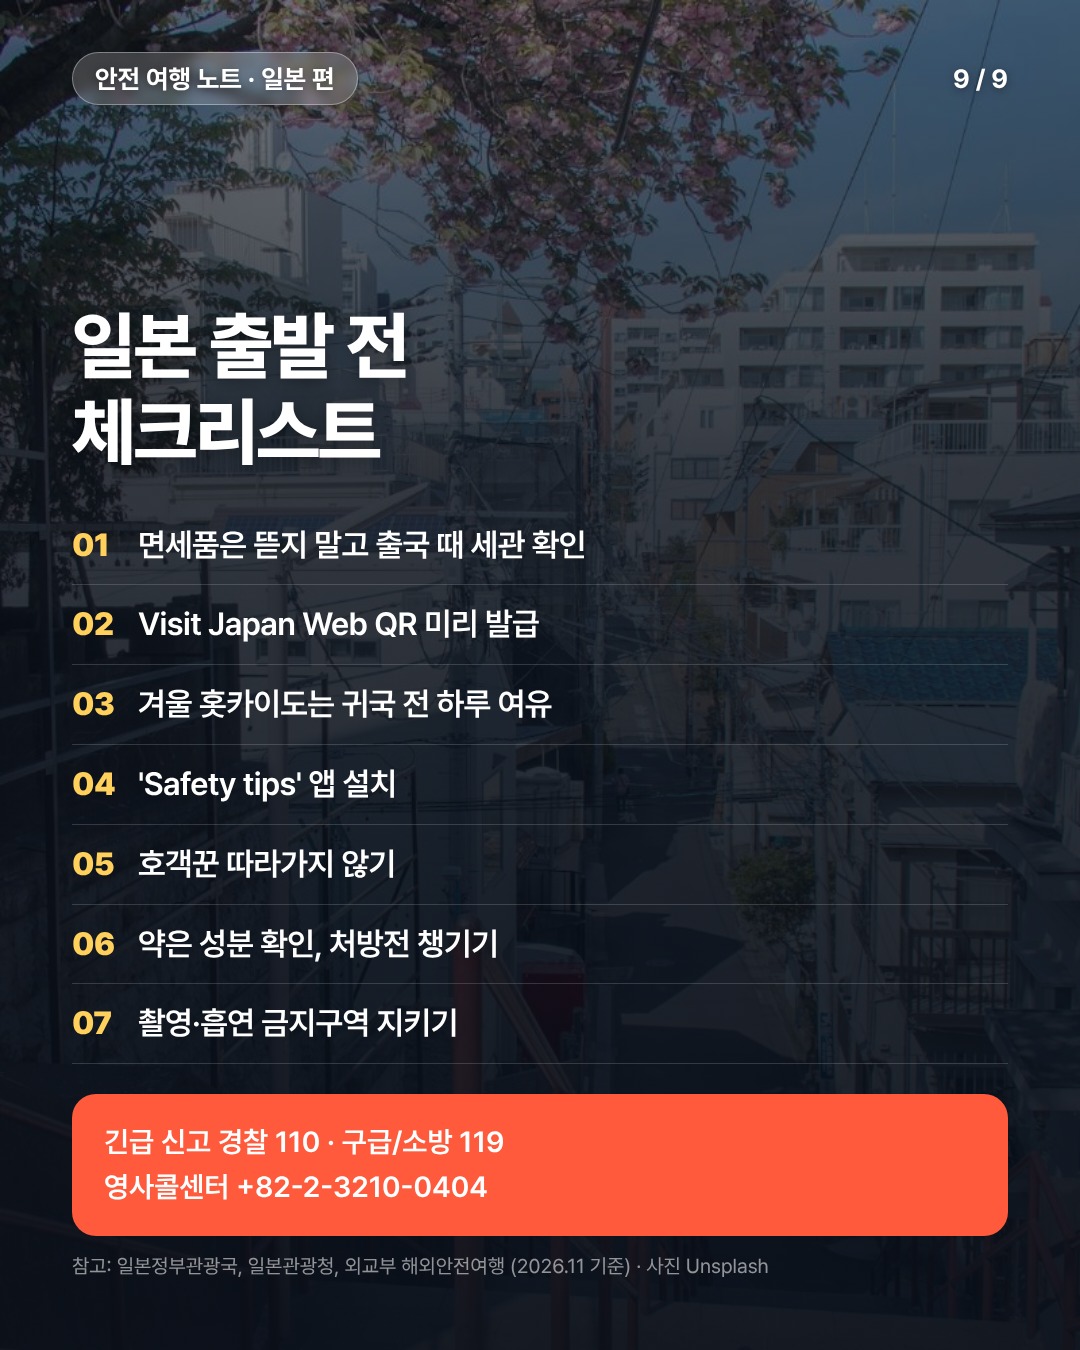 안전 여행 노트 · 일본 편
9 / 9
일본 출발 전
체크리스트
01 면세품은 뜯지 말고 출국 때 세관 확인
02 Visit Japan Web QR 미리 발급
03 겨울 홋카이도는 귀국 전 하루 여유
04 'Safety tips' 앱 설치
05 호객꾼 따라가지 않기
06 약은 성분 확인, 처방전 챙기기
07 촬영·흡연 금지구역 지키기
긴급 신고 경찰 110 · 구급/소방 119
영사콜센터 +82-2-3210-0404
참고: 일본정부관광국, 일본관광청, 외교부 해외안전여행 (2026.11 기준) · 사진 Unsplash